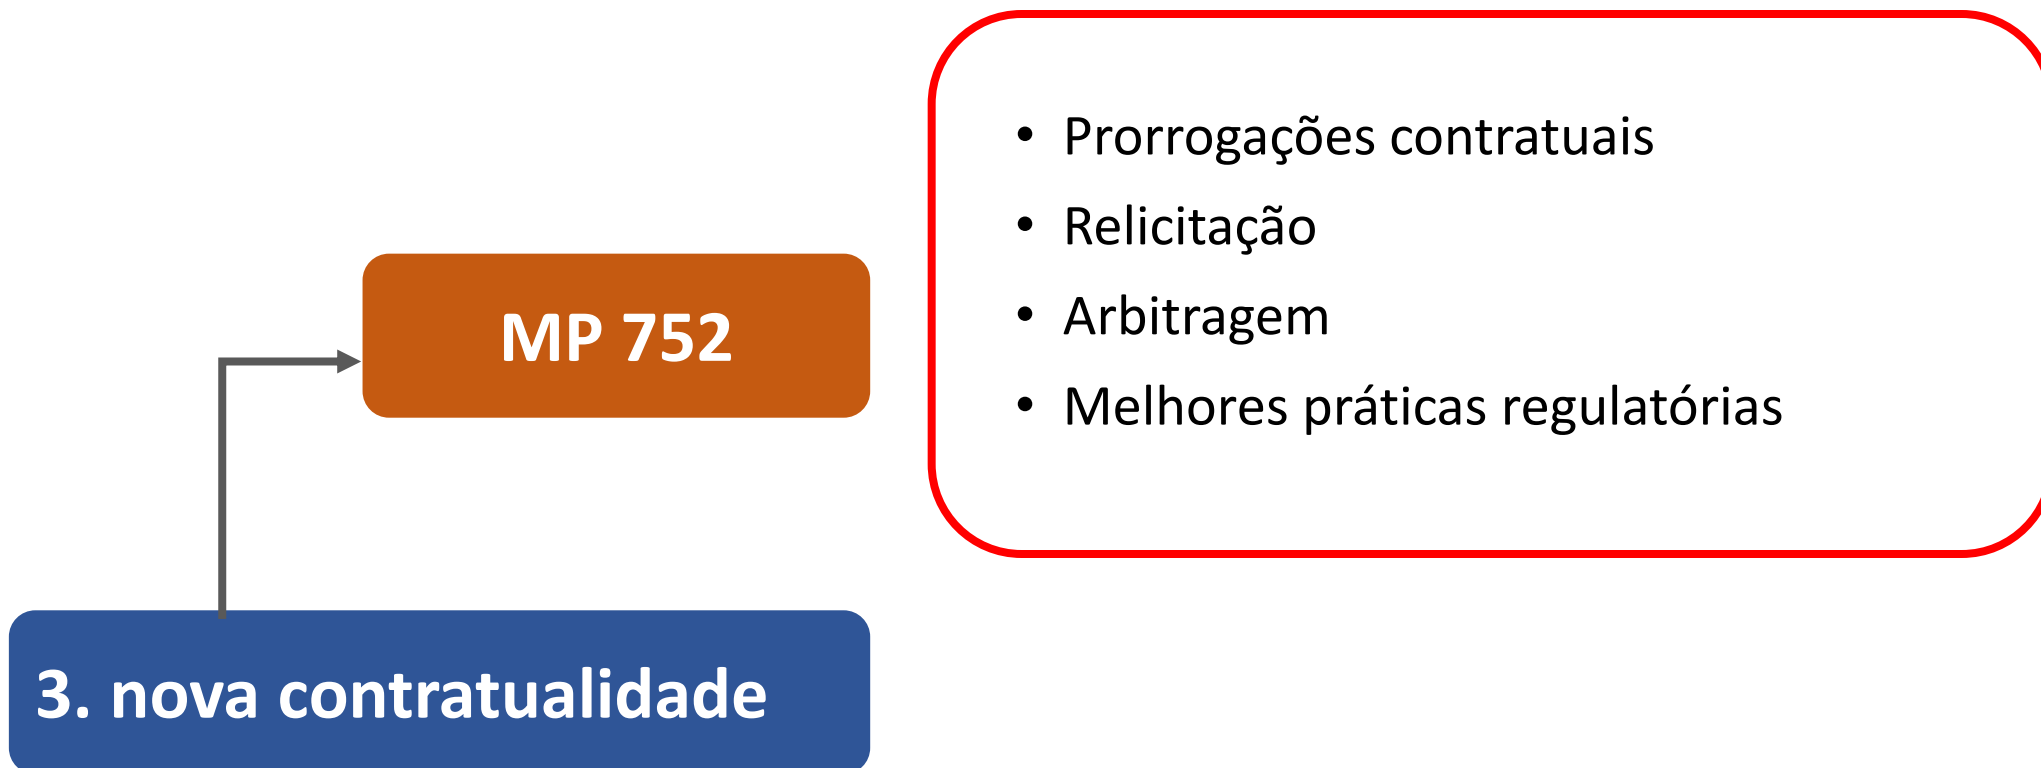 • Prorrogações contratuais
• Relicitação
• Arbitragem
• Melhores práticas regulatórias
MP 752
3. nova contratualidade